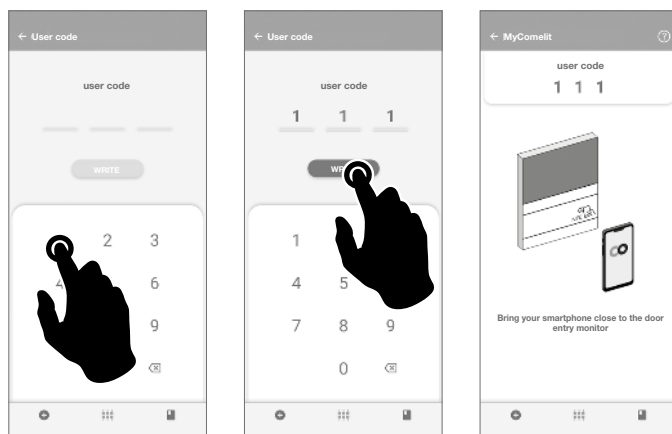 ← User code
user code
WRITE
2 3
4 6
9
← User code
user code
1 1 1
1
4 5
7 8 9
0
← MyComelit
user code
1 1 1
Bring your smartphone close to the door
entry monitor